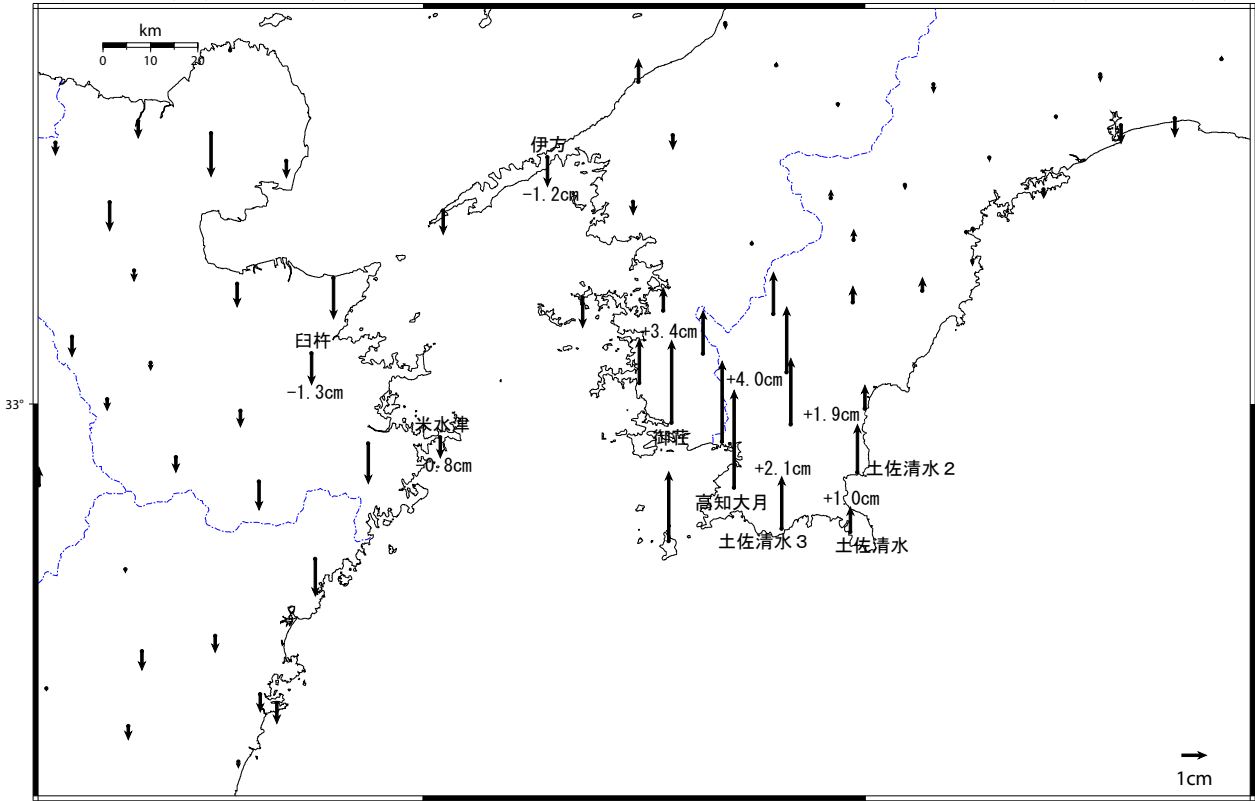 km
0 10 20
伊方
-1.2cm
+3.4cm
臼杵
-1.3cm
+4.0cm
33°
+1.9cm
米水津
御荘
-0.8cm
+2.1cm
土佐清水２
高知大月
+1.0cm
土佐清水３
土佐清水
1cm